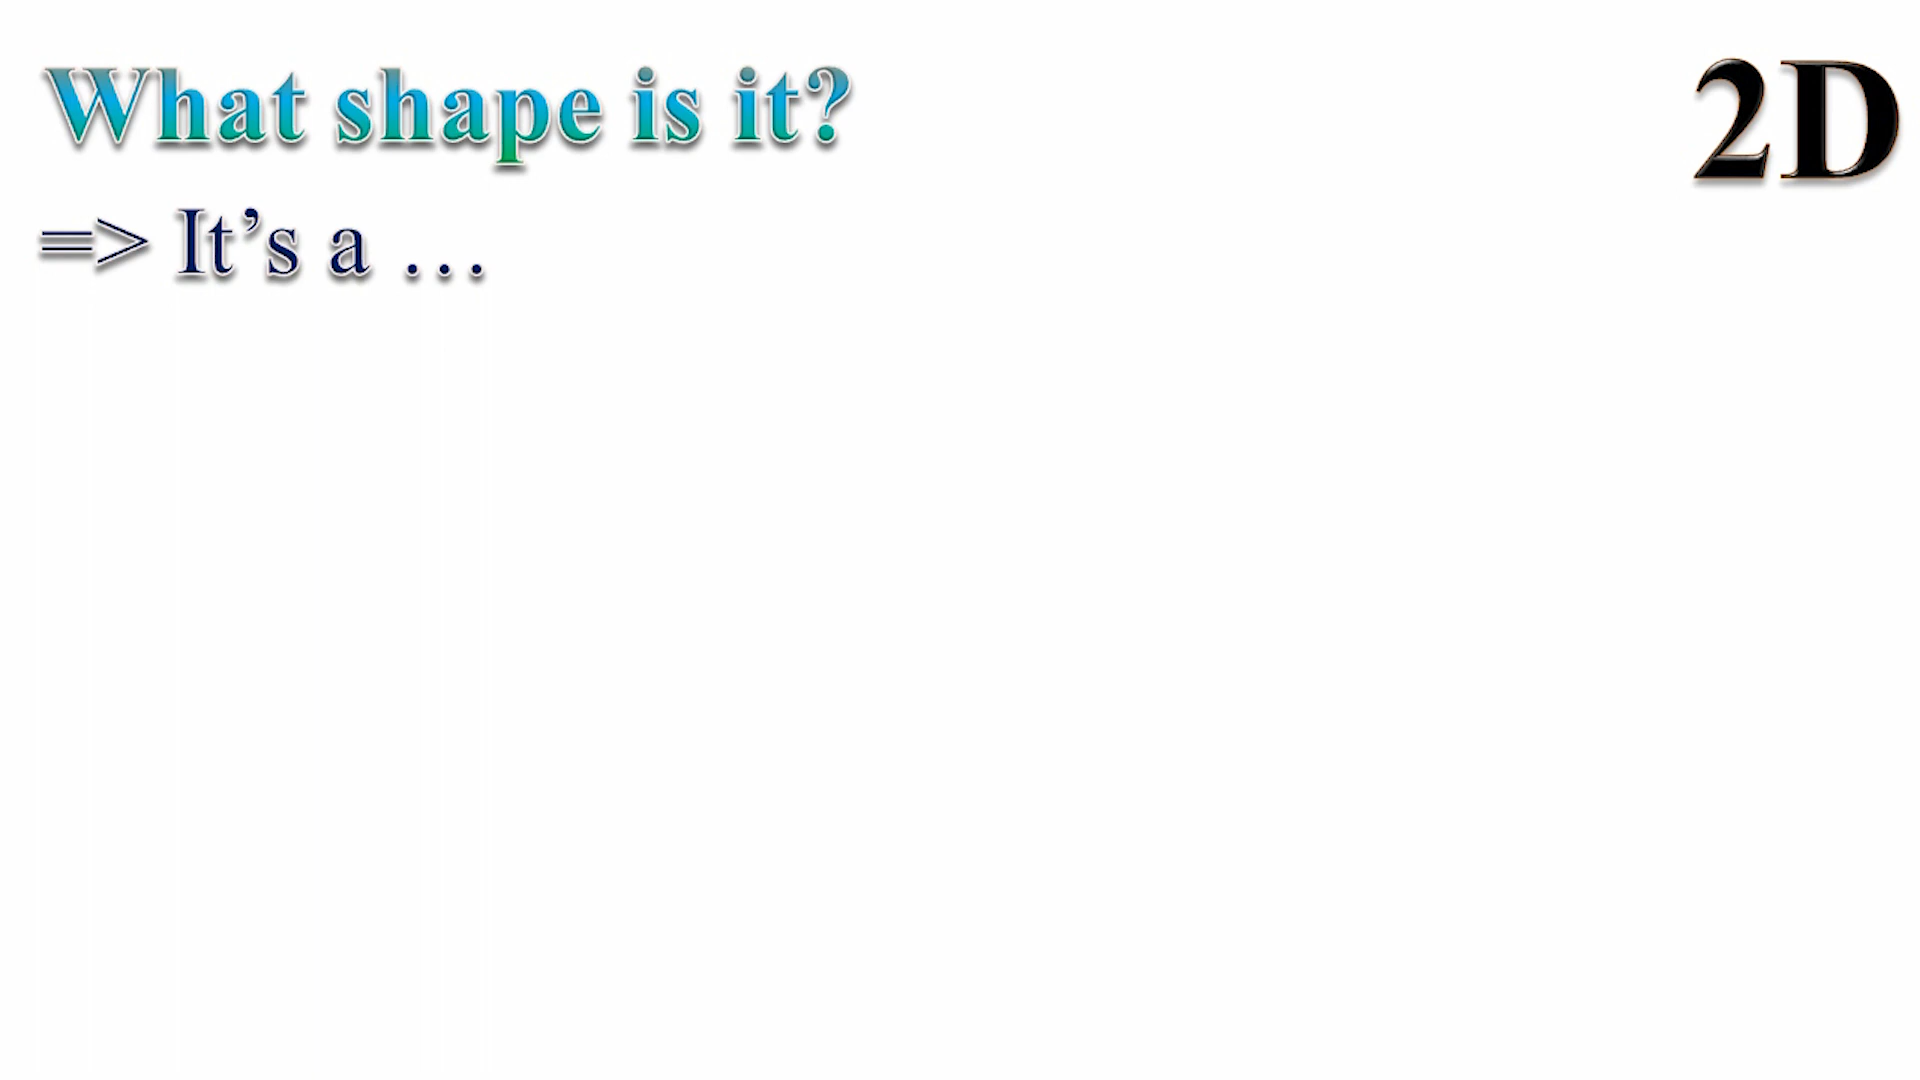 What shape is it?
2D
=> It’s a …